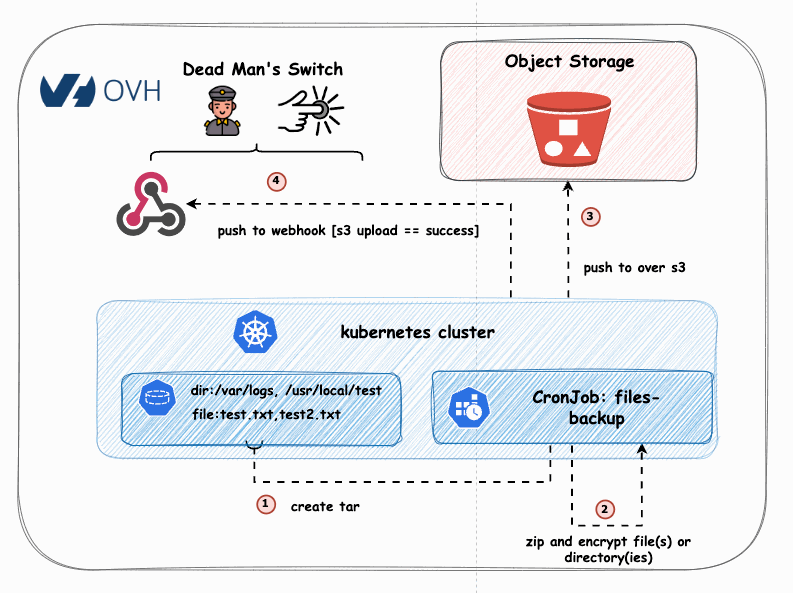 OVH
Dead Man's Switch
Object Storage
4
push to webhook [s3 upload == success]
3
push to over s3
kubernetes cluster
dir:/var/logs, /usr/local/test
file:test.txt,test2.txt
CronJob: files-
backup
1
create tar
2
zip and encrypt file(s) or
directory(ies)